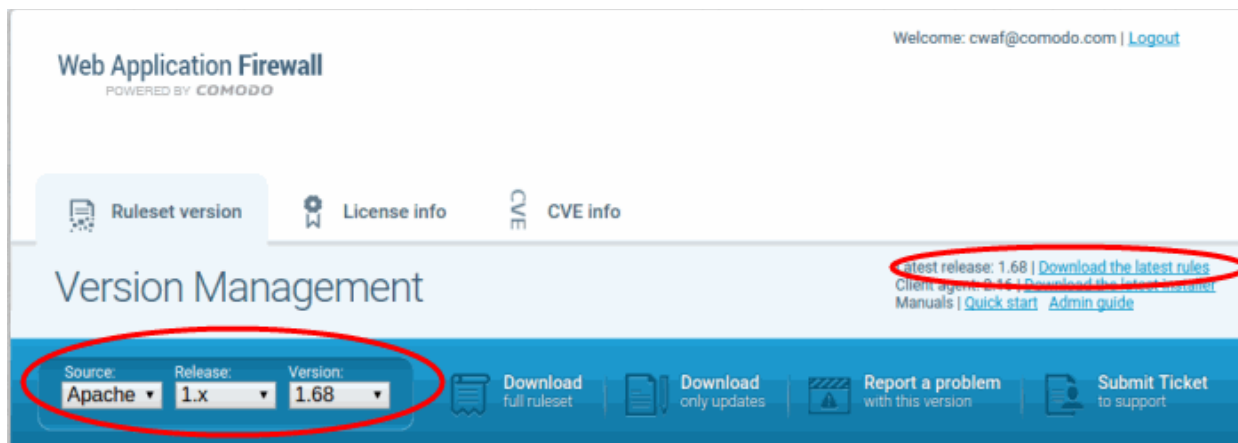 Welcome: cwaf@comodo.com | Logout
Web Application Firewall
POWERED BY COMODO
Ruleset version
License info
CVE
CVE info
Version Management
Latest release: 1.68 | Download the latest rules
Client agent: 2.16 | Download the latest installer
Manuals | Quick start Admin guide
Source: Release: Version:
Apache 1.x 1.68
Download
full ruleset
Download
only updates
Report a problem
with this version
Submit Ticket
to support